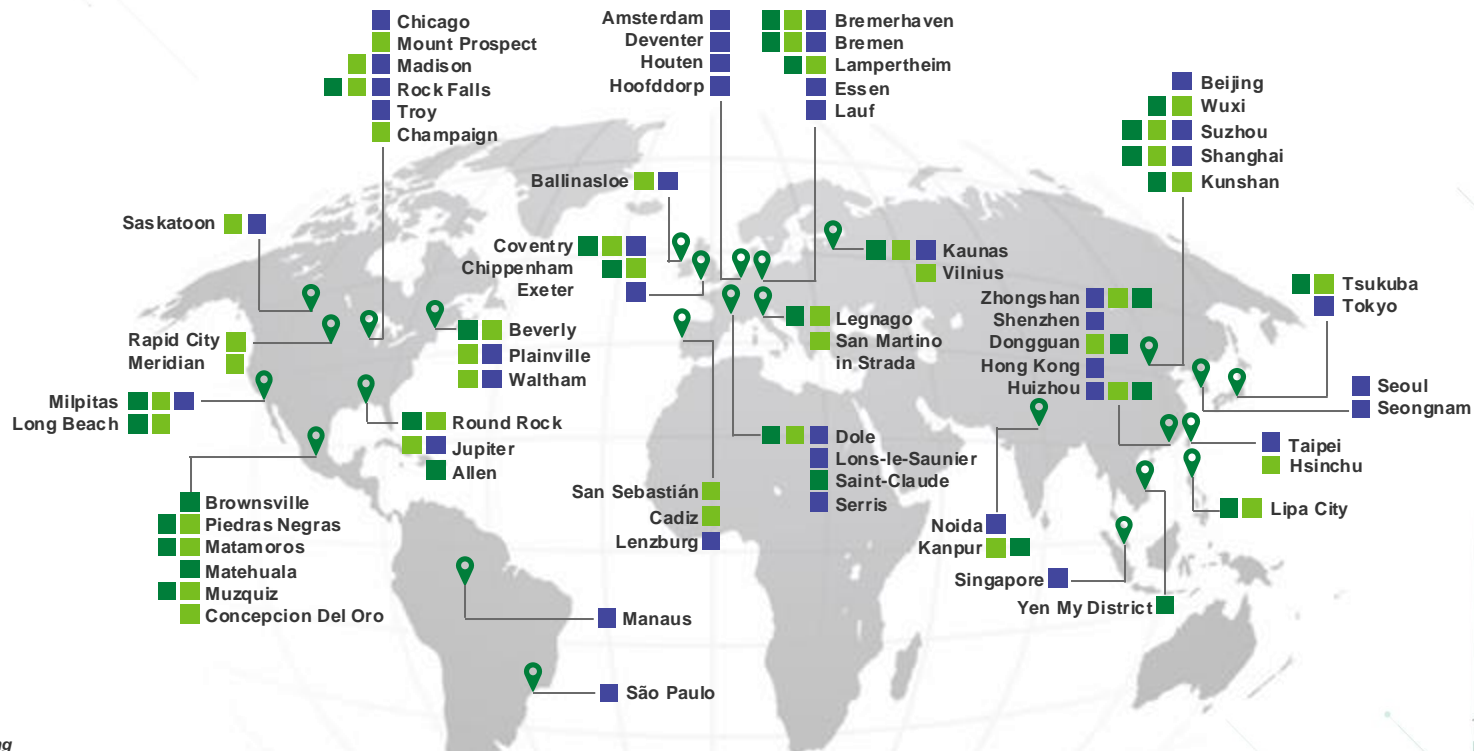 Chicago
Mount Prospect
Madison
Rock Falls
Troy
Champaign
Amsterdam
Deventer
Houten
Hoofddorp
Bremerhaven
Bremen
Lampertheim
Essen
Lauf
Beijing
Wuxi
Suzhou
Shanghai
Kunshan
Ballinasloe
Saskatoon
Coventry
Chippenham
Exeter
Kaunas
Vilnius
Tsukuba
Tokyo
Zhongshan
Shenzhen
Dongguan
Hong Kong
Huizhou
Rapid City
Meridian
Beverly
Plainville
Waltham
Legnago
San Martino
in Strada
Seoul
Seongnam
Milpitas
Long Beach
Round Rock
Jupiter
Allen
Dole
Lons-le-Saunier
Saint-Claude
Serris
Taipei
Hsinchu
San Sebastián
Cadiz
Lenzburg
Brownsville
Piedras Negras
Matamoros
Matehuala
Muzquiz
Concepcion Del Oro
Lipa City
Noida
Kanpur
Singapore
Yen My District
Manaus
São Paulo